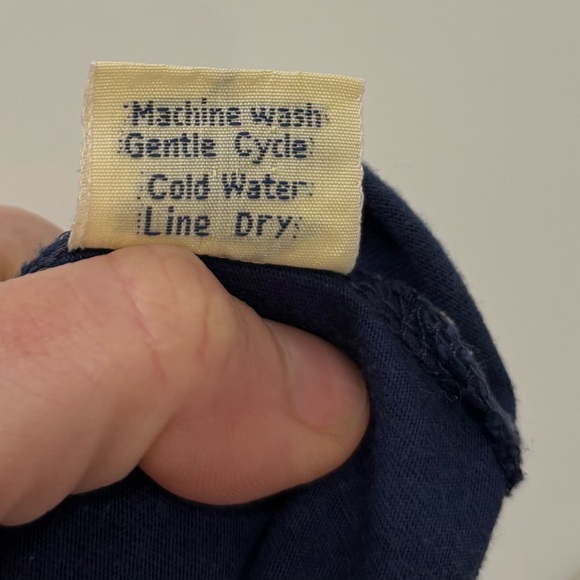 Machine wash
Gentle Cycle
Cold Water
Line Dry